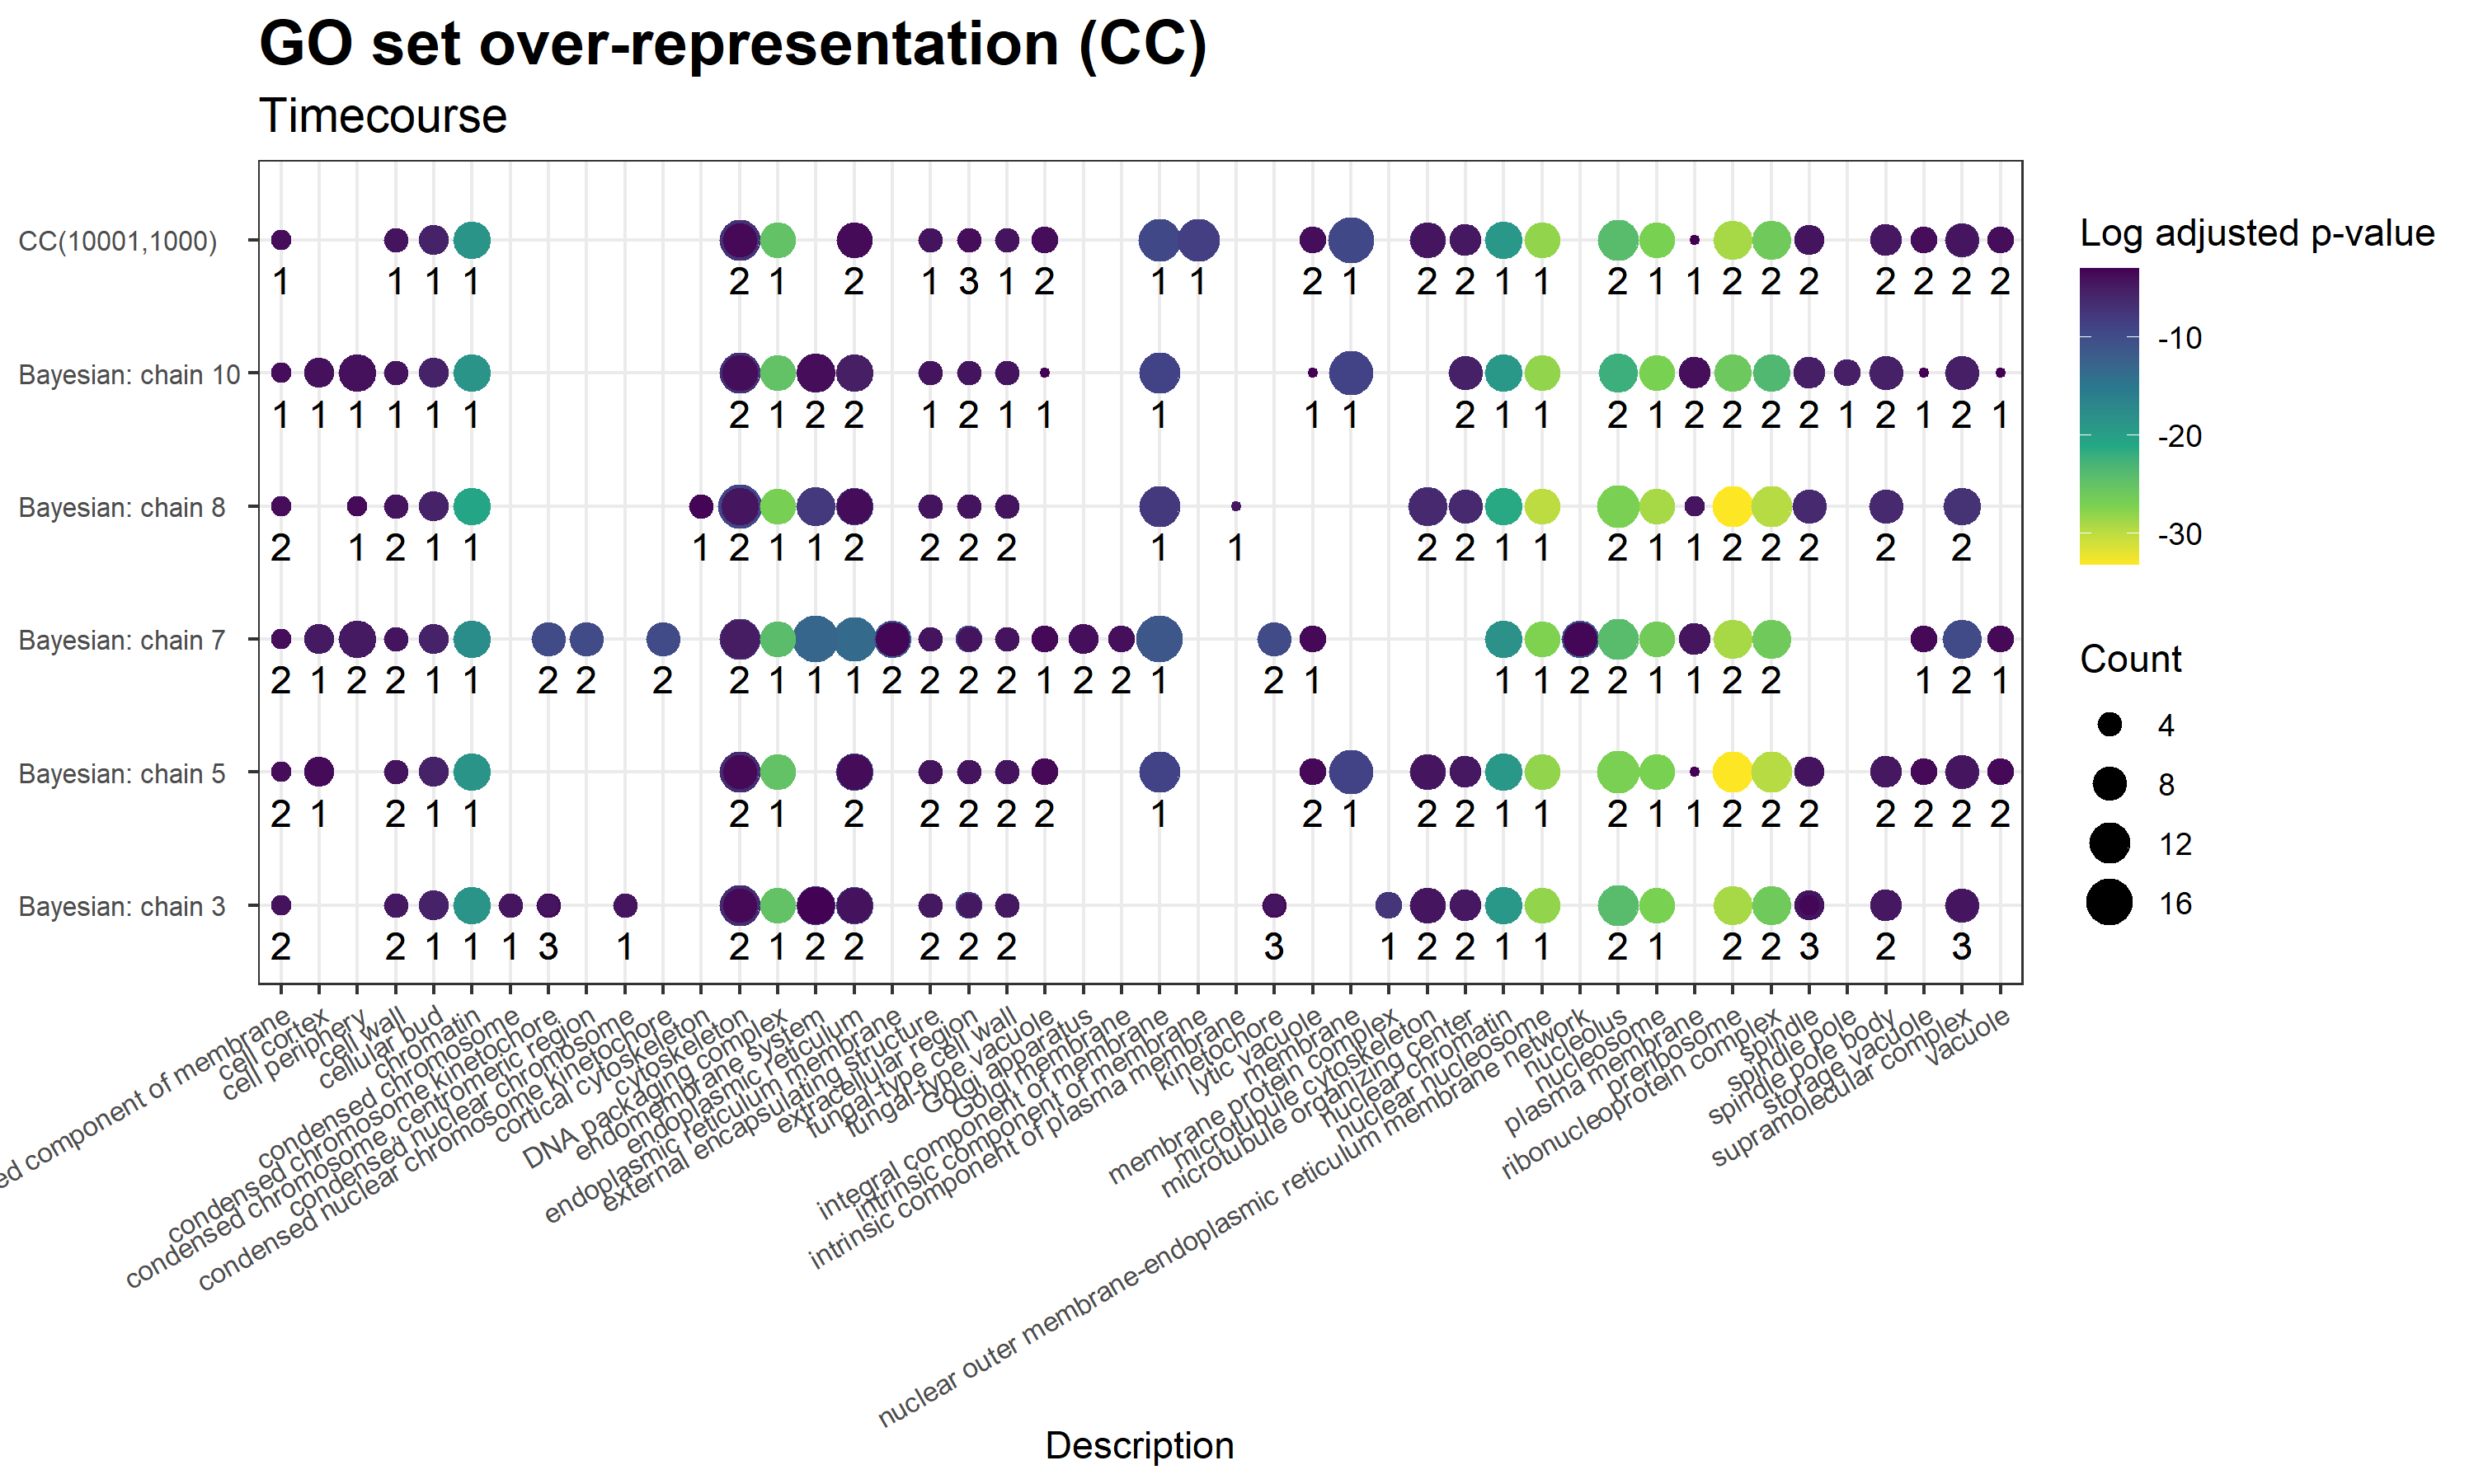 GO set over-representation (CC)
Timecourse
CC(10001,1000)
1 1 1 1 2 1 2 1 3 1 2 1 1 2 1 2 2 1 1 2 1 1 2 2 2 2 2 2 2
Bayesian: chain 10
1 1 1 1 1 1 2 1 2 2 1 2 1 1 1 1 1 2 1 1 2 1 2 2 2 2 1 2 1 2 1
Bayesian: chain 8
2 1 2 1 1 1 2 1 1 2 2 2 2 1 1 2 2 1 1 2 1 1 2 2 2 2 2
Bayesian: chain 7
2 1 2 2 1 1 2 2 2 2 1 1 1 2 2 2 2 1 2 2 1 2 1 1 1 2 2 1 1 2 2 1 2 1
Bayesian: chain 5
2 1 2 1 1 2 1 2 2 2 2 2 1 2 1 2 2 1 1 2 1 1 2 2 2 2 2 2 2
Bayesian: chain 3
2 2 1 1 1 3 1 2 1 2 2 2 2 2 3 1 2 2 1 1 2 1 2 2 3 2 3
ed component of membrane
cell cortex
cell periphery
cell wall
cellular bud
chromatin
condensed chromosome
condensed chromosome kinetochore
condensed chromosome, centromeric region
condensed nuclear chromosome
condensed nuclear chromosome kinetochore
cortical cytoskeleton
cytoskeleton
DNA packaging complex
endomembrane system
endoplasmic reticulum
endoplasmic reticulum membrane
external encapsulating structure
extracellular region
fungal-type cell wall
fungal-type vacuole
Golgi apparatus
Golgi membrane
integral component of membrane
intrinsic component of membrane
intrinsic component of plasma membrane
kinetochore
lytic vacuole
membrane
membrane protein complex
microtubule cytoskeleton
microtubule organizing center
nuclear chromatin
nuclear nucleosome
nuclear outer membrane-endoplasmic reticulum membrane network
nucleolus
nucleosome
plasma membrane
preribosome
ribonucleoprotein complex
spindle
spindle pole
spindle pole body
storage vacuole
supramolecular complex
vacuole
Description
Log adjusted p-value
-10
-20
-30
Count
4
8
12
16